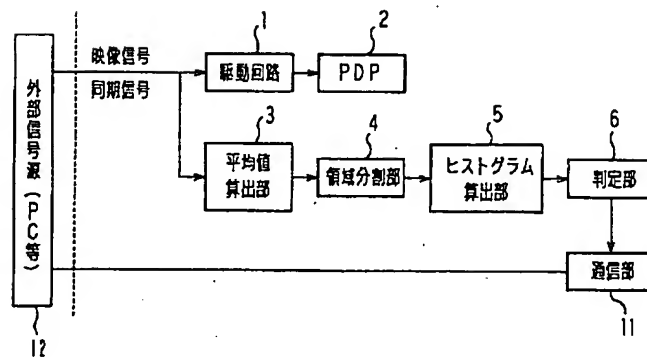 1
2
映像信号
同期信号
駆動回路
PDP
外部信号源(PC等)
3
4
5
6
平均値
算出部
領域分割部
ヒストグラム
算出部
判定部
通信部
12
11